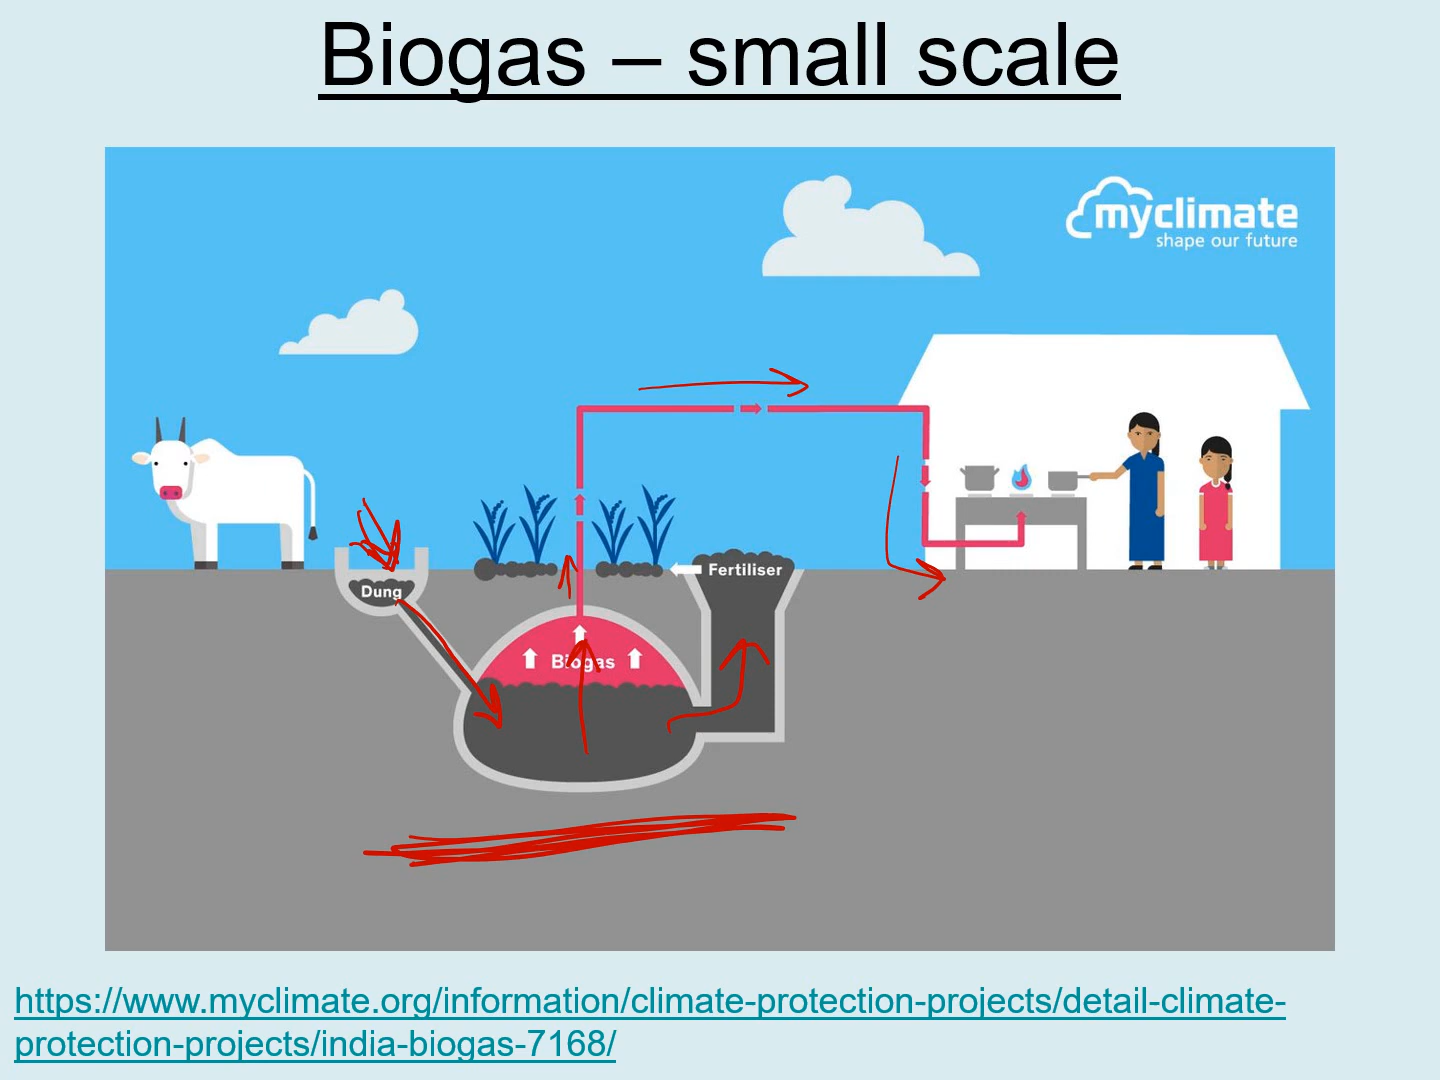 Biogas – small scale
myclimate
shape our future
Dung
Fertiliser
Biogas
https://www.myclimate.org/information/climate-protection-projects/detail-climate-
protection-projects/india-biogas-7168/